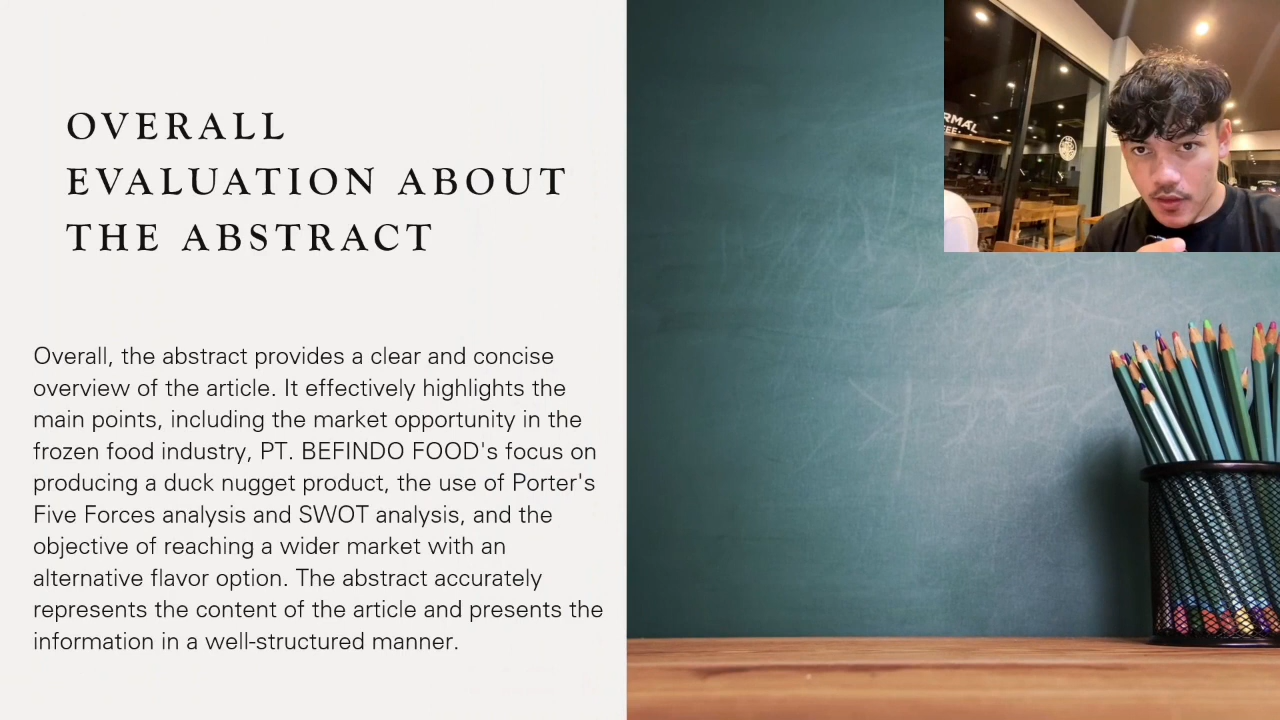 OVERALL
EVALUATION ABOUT
THE ABSTRACT
Overall, the abstract provides a clear and concise
overview of the article. It effectively highlights the
main points, including the market opportunity in the
frozen food industry, PT. BEFINDO FOOD's focus on
producing a duck nugget product, the use of Porter's
Five Forces analysis and SWOT analysis, and the
objective of reaching a wider market with an
alternative flavor option. The abstract accurately
represents the content of the article and presents the
information in a well-structured manner.